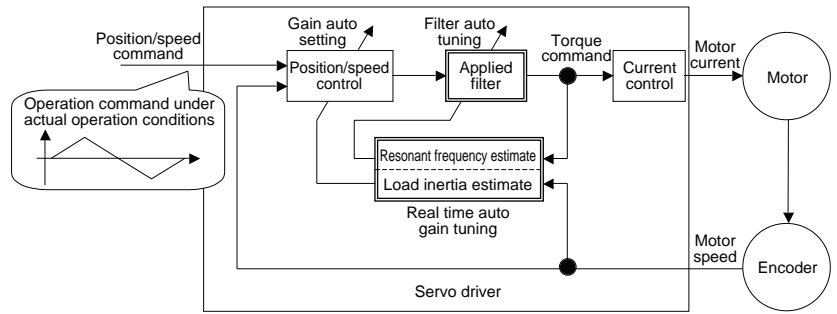 Gain auto
setting
Filter auto
tuning
Position/speed
command
Torque
command
Motor
current
Position/speed
control
Applied
filter
Current
control
Motor
Operation command under
actual operation conditions
Resonant frequency estimate
Load inertia estimate
Real time auto
gain tuning
Motor
speed
Encoder
Servo driver